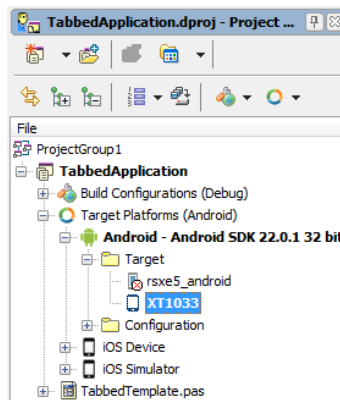 TabbedApplication.dproj - Project ...
File
ProjectGroup1
TabbedApplication
Build Configurations (Debug)
Target Platforms (Android)
Android - Android SDK 22.0.1 32 bit
Target
rsxe5_android
XT1033
Configuration
iOS Device
iOS Simulator
TabbedTemplate.pas